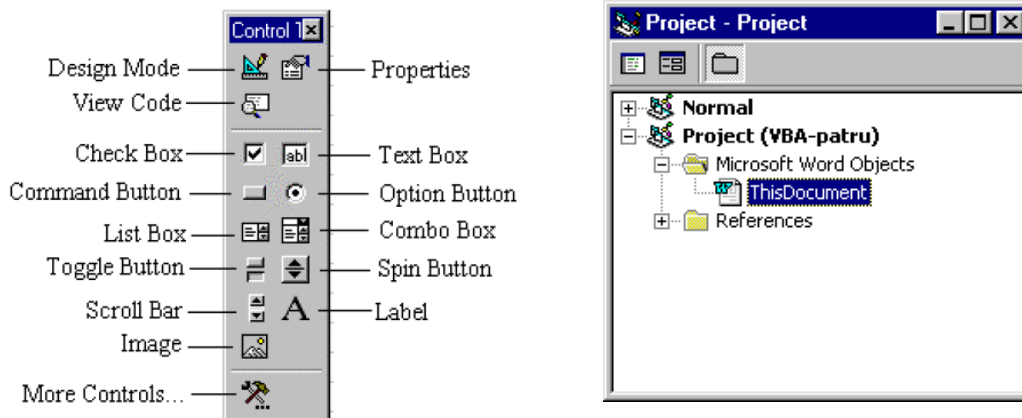 Control T
Design Mode
Properties
View Code
Check Box
ab
Text Box
Command Button
Option Button
List Box
Combo Box
Toggle Button
Spin Button
Scroll Bar
A
Label
Image
More Controls...
Project - Project
Normal
Project (VBA-patru)
Microsoft Word Objects
ThisDocument
References